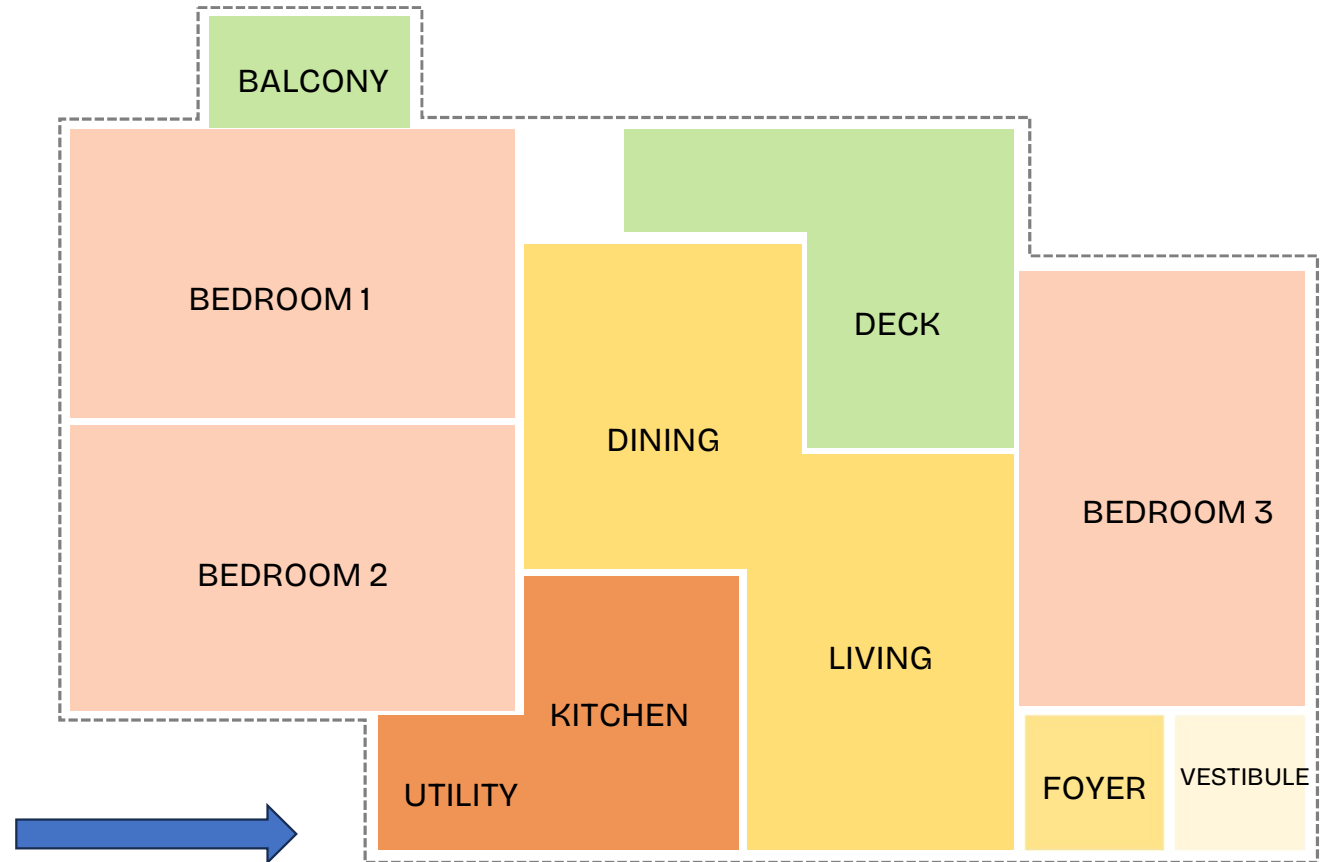 BALCONY
BEDROOM 1
DECK
DINING
BEDROOM 3
BEDROOM 2
LIVING
KITCHEN
VESTIBULE
FOYER
UTILITY